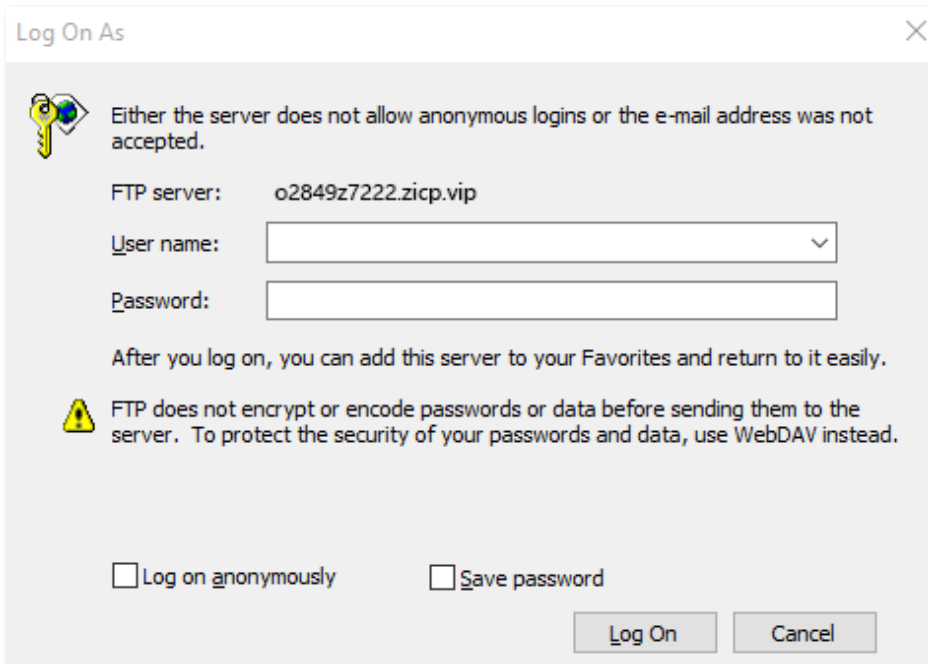 Log On As
Either the server does not allow anonymous logins or the e-mail address was not
accepted.
FTP server: o2849z7222.zicp.vip
User name:
Password:
After you log on, you can add this server to your Favorites and return to it easily.
FTP does not encrypt or encode passwords or data before sending them to the
server.  To protect the security of your passwords and data, use WebDAV instead.
Log on anonymously Save password
Log On Cancel